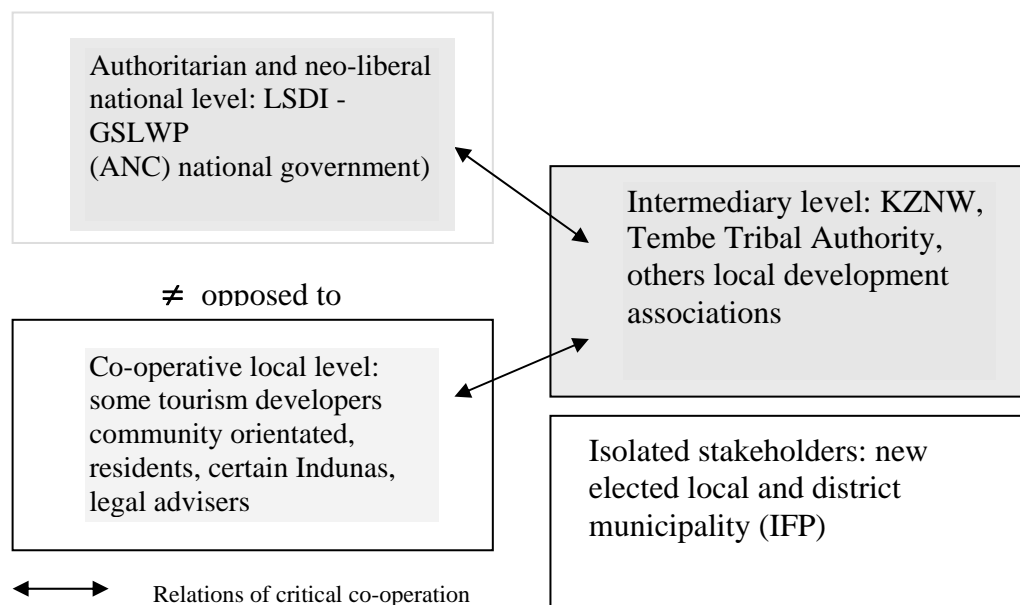 Authoritarian and neo-liberal
national level: LSDI -
GSLWP
(ANC) national government)
Intermediary level: KZNW,
Tembe Tribal Authority,
others local development
associations
≠ opposed to
Co-operative local level:
some tourism developers
community orientated,
residents, certain Indunas,
legal advisers
Isolated stakeholders: new
elected local and district
municipality (IFP)
Relations of critical co-operation